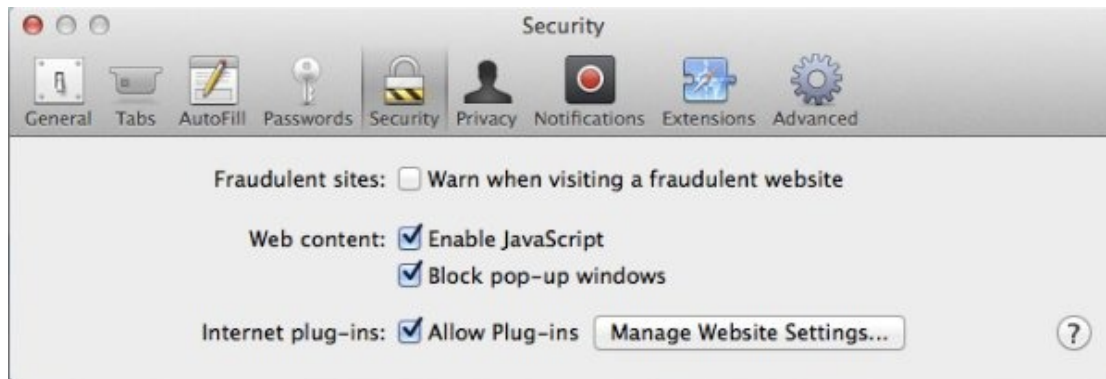 Security
General Tabs AutoFill Passwords Security Privacy Notifications Extensions Advanced
Fraudulent sites: Warn when visiting a fraudulent website
Web content: Enable JavaScript
Block pop-up windows
Internet plug-ins: Allow Plug-ins Manage Website Settings... ?